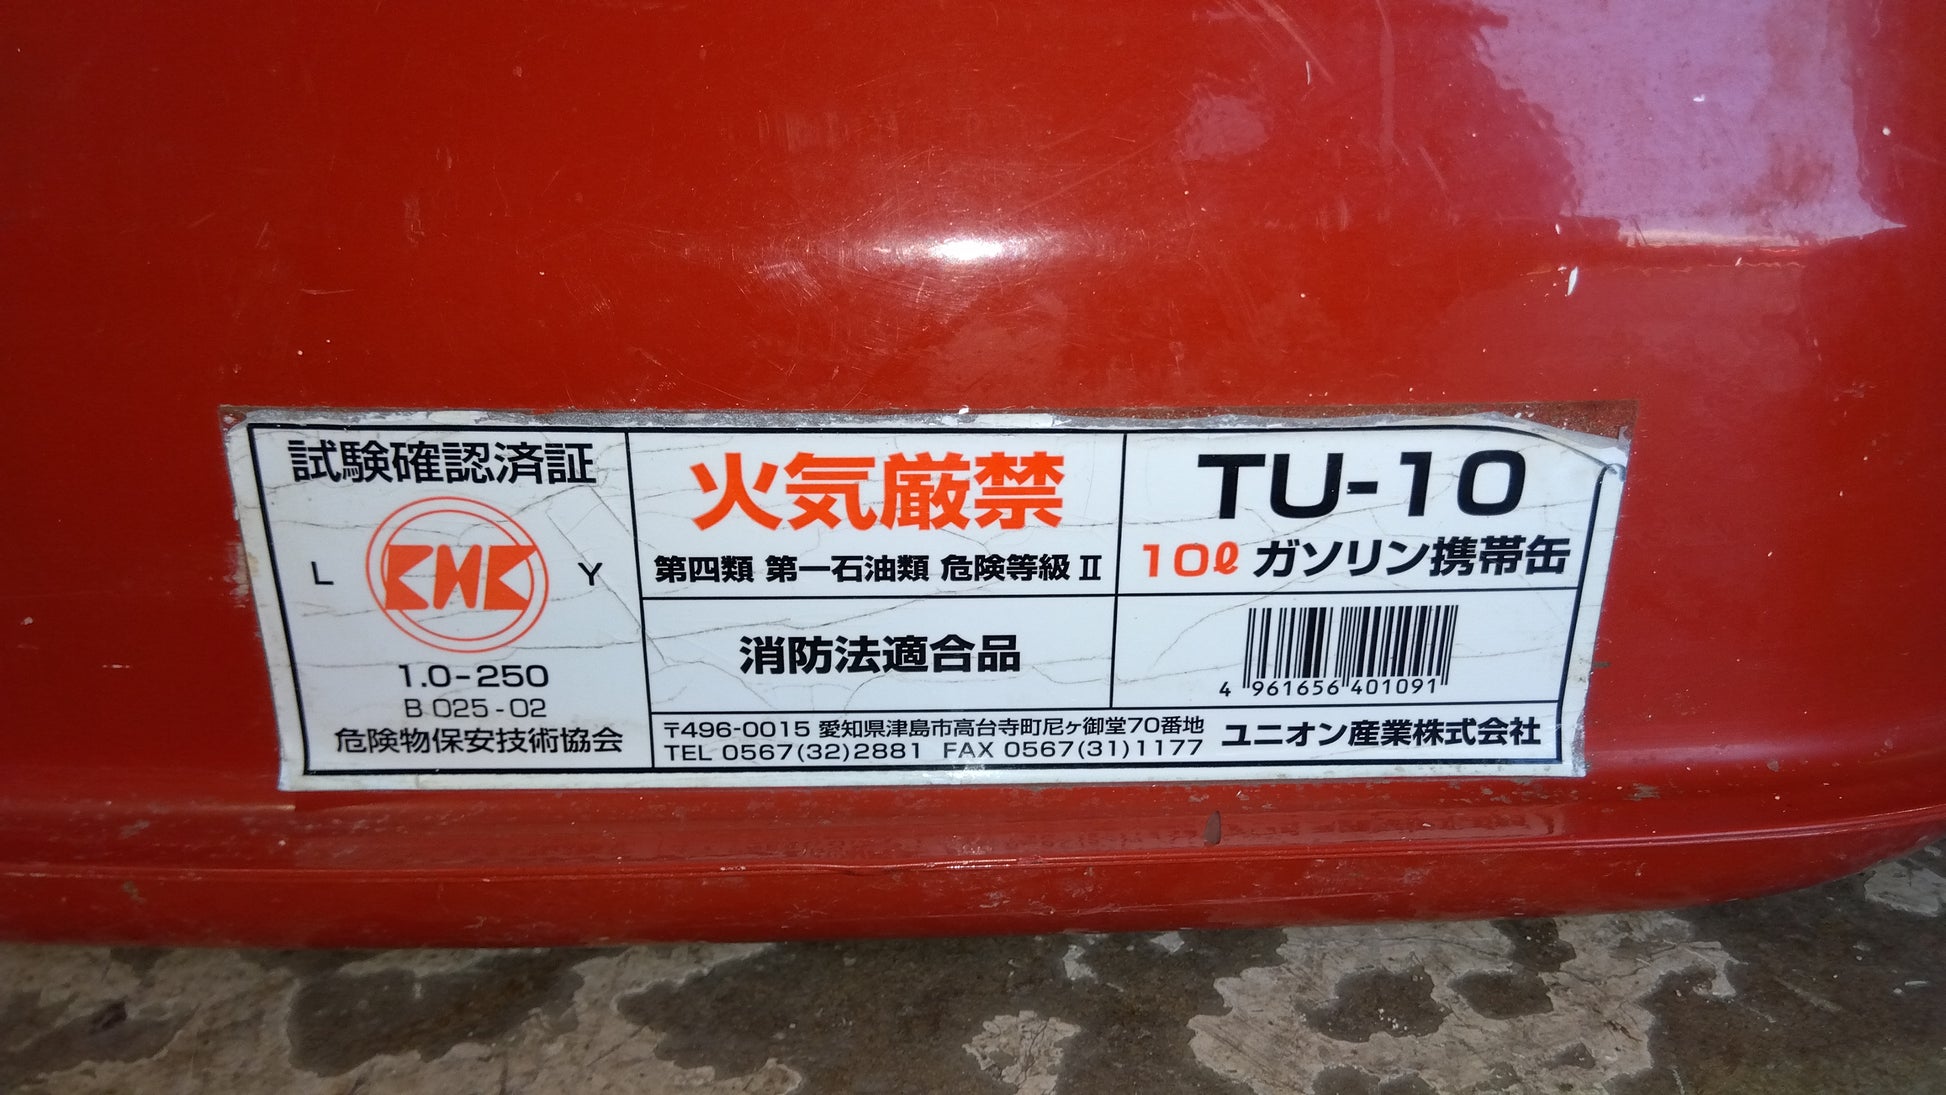 試験確認済証
L KHK Y
1.0-250
B 025-02
危険物保安技術協会
火気厳禁
第四類 第一石油類 危険等級Ⅱ
消防法適合品
TU-10
10ℓ ガソリン携帯缶
4 961656 401091
〒496-0015 愛知県津島市高台寺町尼ヶ御堂70番地
TEL 0567(32)2881 FAX 0567(31)1177
ユニオン産業株式会社